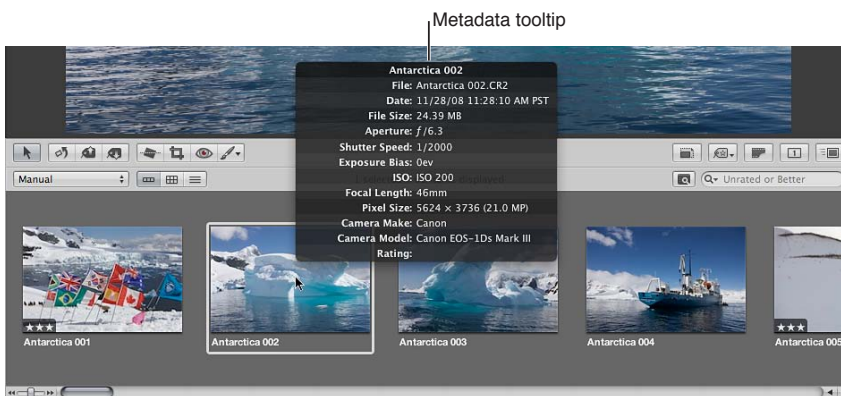 Metadata tooltip
Antarctica 002
File: Antarctica 002.CR2
Date: 11/28/08 11:28:10 AM PST
File Size: 24.39 MB
Aperture: ƒ/6.3
Shutter Speed: 1/2000
Exposure Bias: 0ev
ISO: ISO 200
Focal Length: 46mm
Pixel Size: 5624 × 3736 (21.0 MP)
Camera Make: Canon
Camera Model: Canon EOS-1Ds Mark III
Rating:
Manual
displayed
Unrated or Better
1
Antarctica 001
Antarctica 002
Antarctica 003
Antarctica 004
Antarctica 005